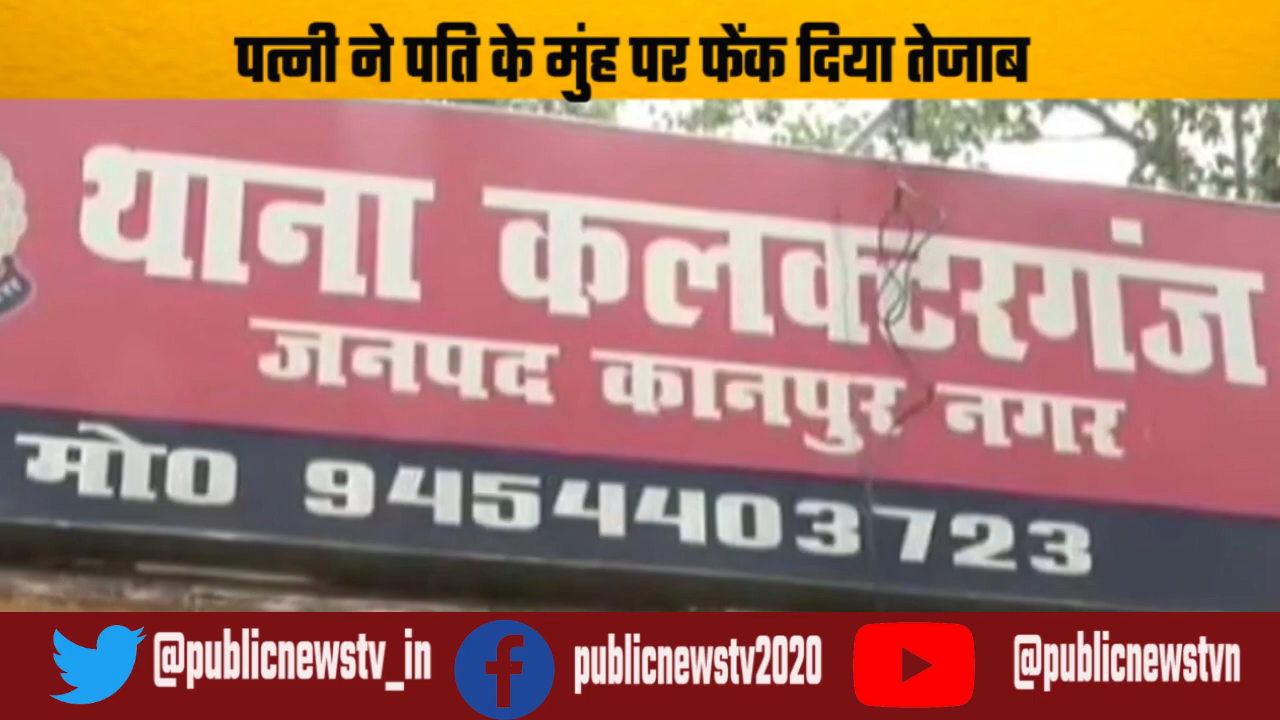 पत्नी ने पति के मुंह पर फेंक दिया तेजाब
थाना कलक्टरगंज
जनपद कानपुर नगर
मो0 9454403723
@publicnewstv_in publicnewstv2020 @publicnewstvn